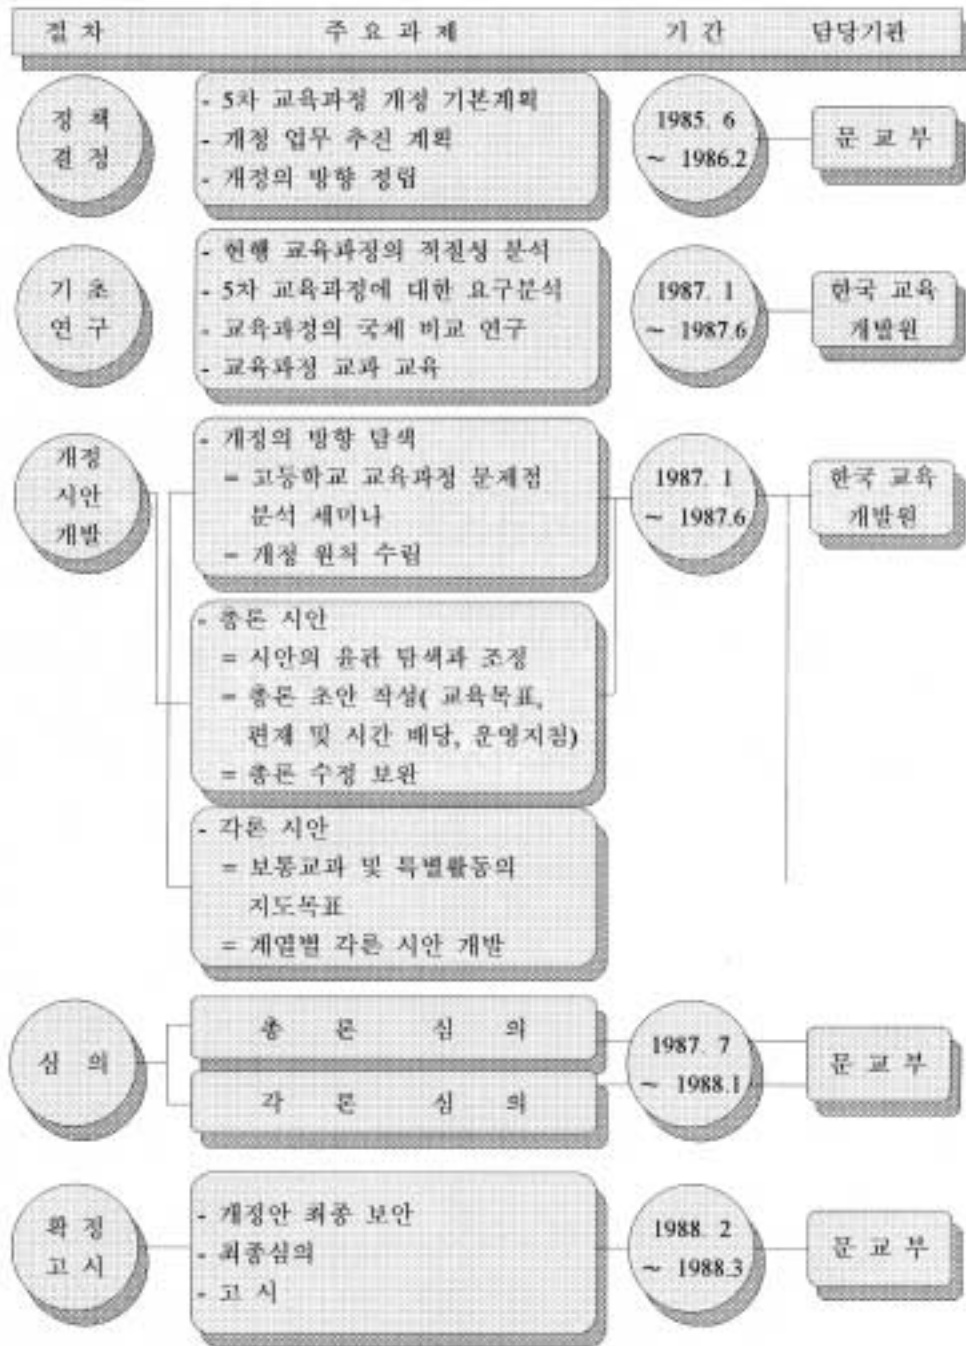 절 차 주 요 과 제 기 간 담당기관
정 책
결 정
- 5차 교육과정 개정 기본계획
- 개정 업무 추진 계획
- 개정의 방향 정립
1985. 6
~ 1986.2
문 교 부
기 초
연 구
- 현행 교육과정의 적절성 분석
- 5차 교육과정에 대한 요구분석
- 교육과정의 국제 비교 연구
- 교육과정 교과 교육
1987. 1
~ 1987.6
한국 교육
개발원
개정
시안
개발
- 개정의 방향 탐색
= 고등학교 교육과정 문제점
분석 세미나
= 개정 원칙 수립
- 총론 시안
= 시안의 윤곽 탐색과 조정
= 총론 초안 작성( 교육목표,
편제 및 시간 배당, 운영지침)
= 총론 수정 보완
- 각론 시안
= 보통교과 및 특별활동의
지도목표
= 계열별 각론 시안 개발
1987. 1
~ 1987.6
한국 교육
개발원
심 의
총 론 심 의
각 론 심 의
1987. 7
~ 1988.1
문 교 부
확 정
고 시
- 개정안 최종 보안
- 최종심의
- 고 시
1988. 2
~ 1988.3
문 교 부